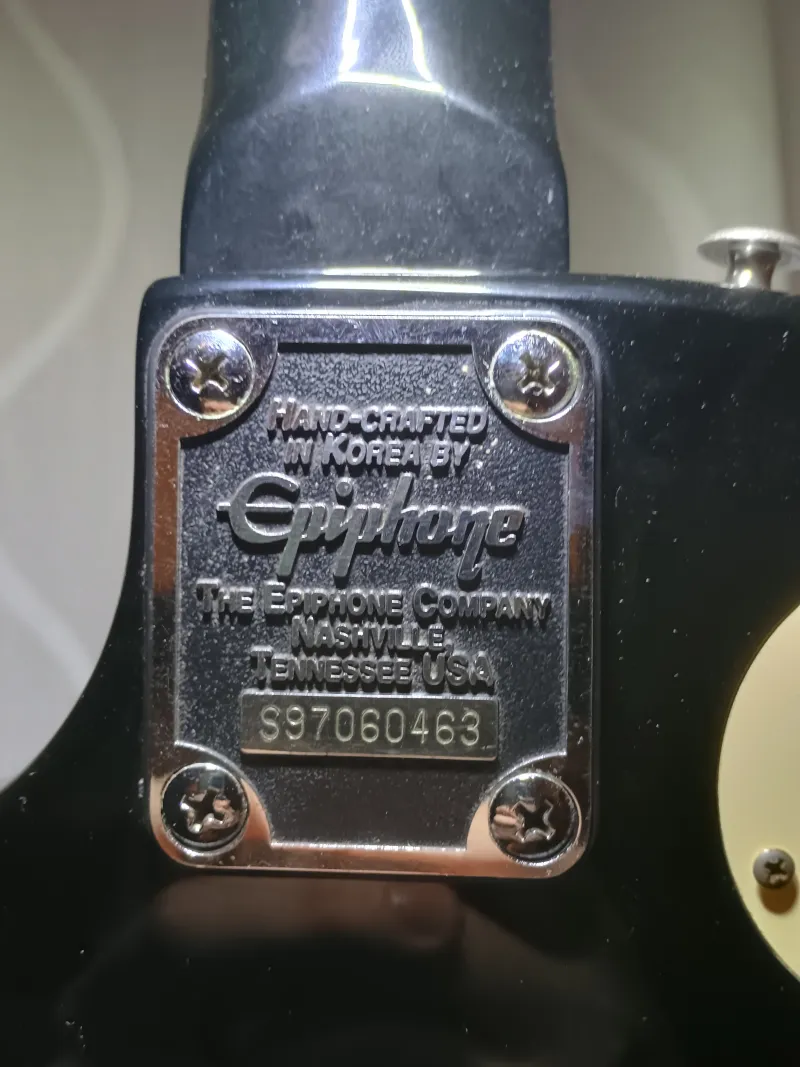 HAND-CRAFTED
IN KOREA BY
Epiphone
THE EPIPHONE COMPANY
NASHVILLE,
TENNESSEE USA
S97060463